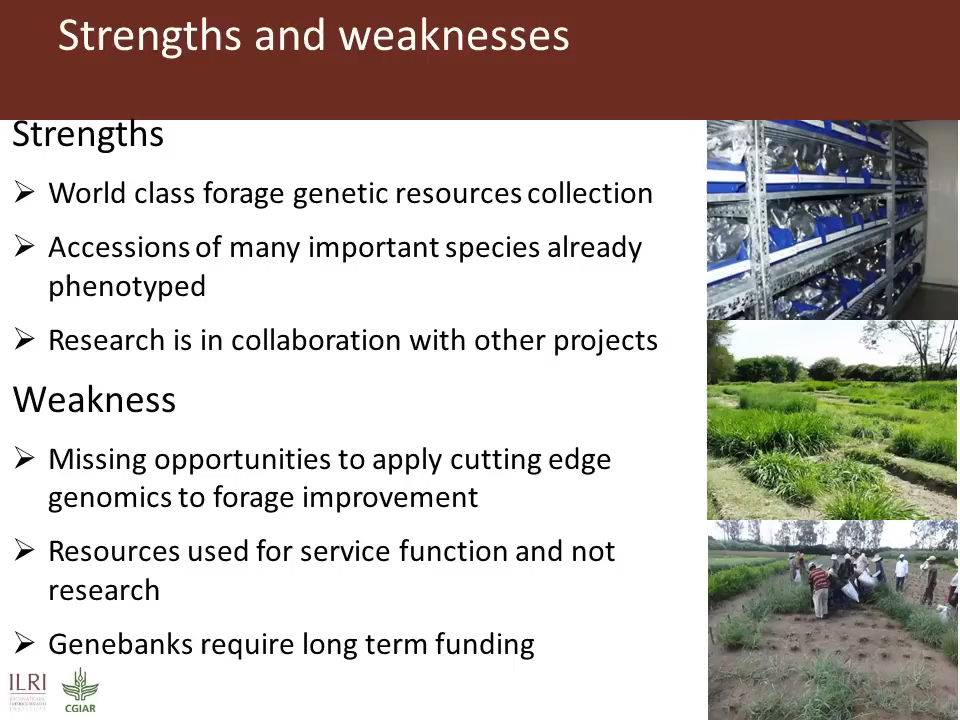 Strengths and weaknesses
Strengths
➢ World class forage genetic resources collection
➢ Accessions of many important species already
phenotyped
➢ Research is in collaboration with other projects
Weakness
➢ Missing opportunities to apply cutting edge
genomics to forage improvement
➢ Resources used for service function and not
research
➢ Genebanks require long term funding
ILRI
CGIAR